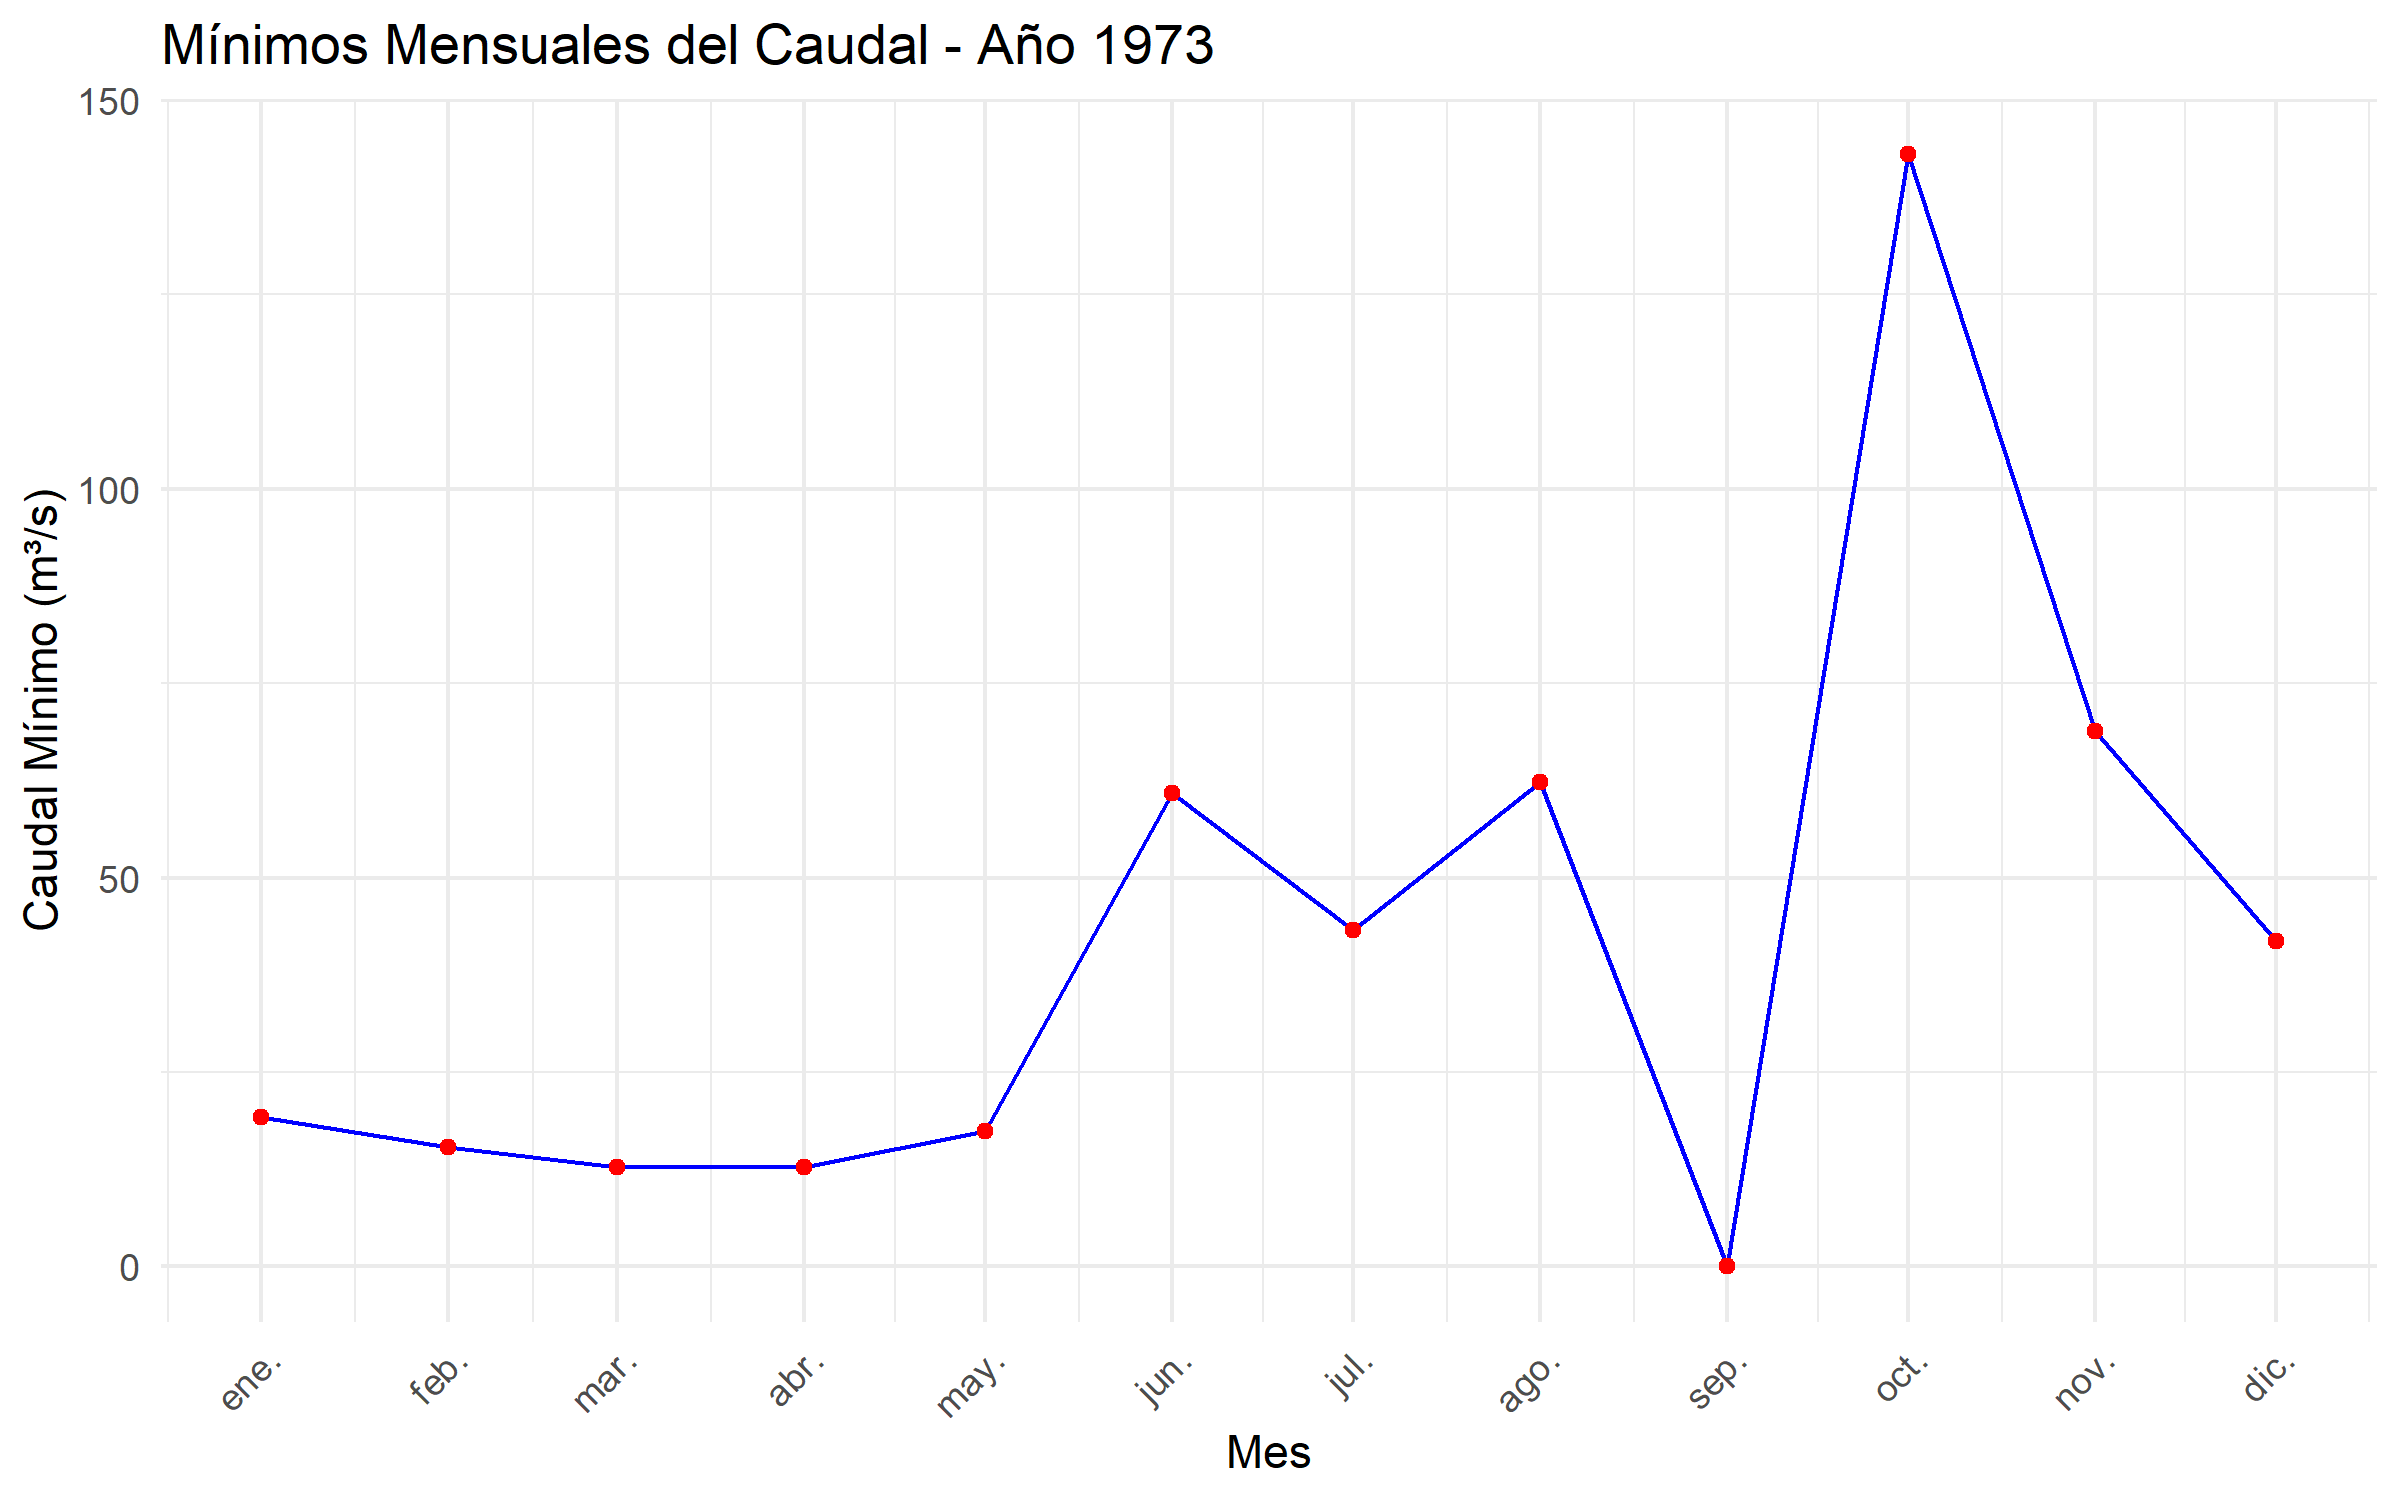 Mínimos Mensuales del Caudal - Año 1973
Caudal Mínimo (m³/s)
150
100
50
0
ene.
feb.
mar.
abr.
may.
jun.
jul.
ago.
sep.
oct.
nov.
dic.
Mes